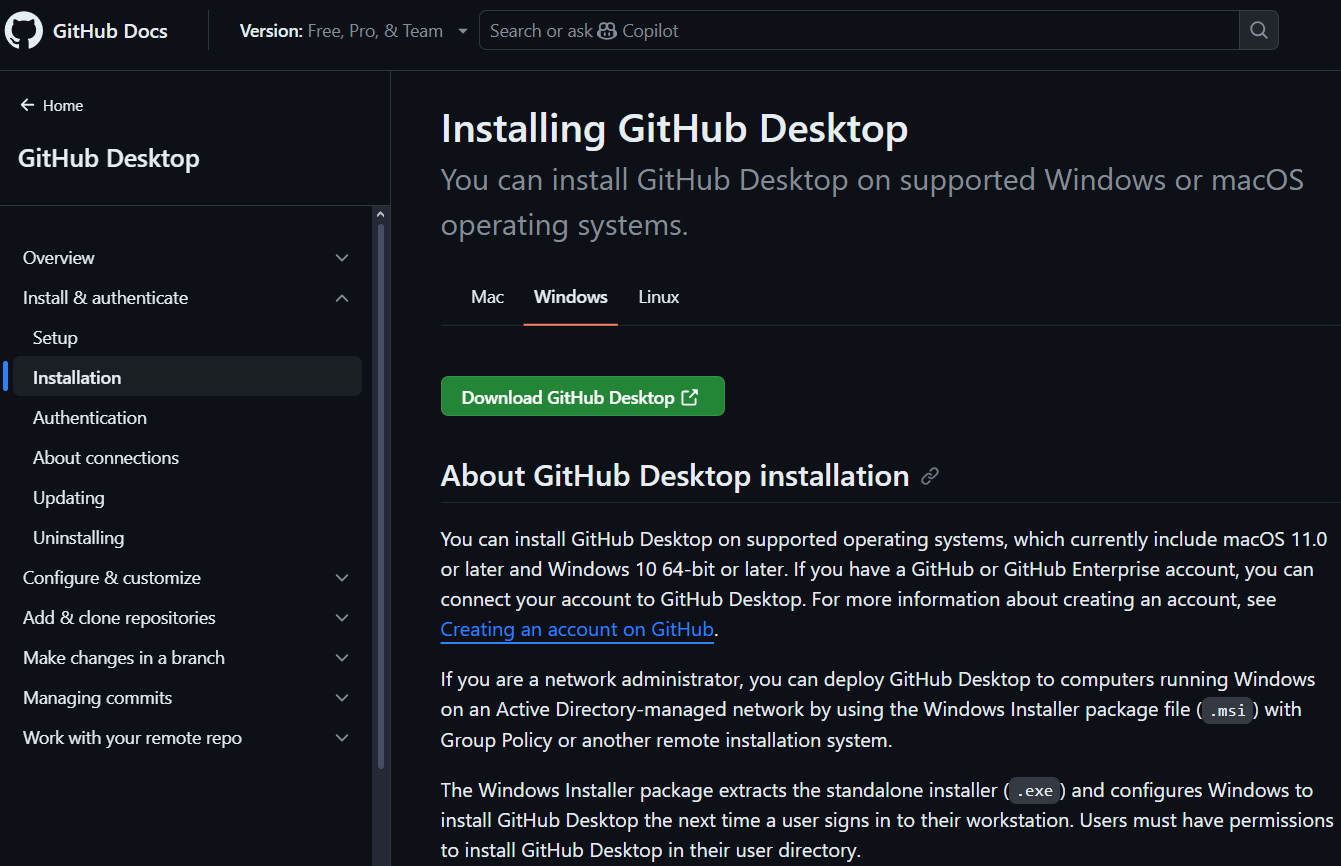 GitHub Docs
Version: Free, Pro, & Team
Search or ask Copilot
Home
GitHub Desktop
Overview
Install & authenticate
Setup
Installation
Authentication
About connections
Updating
Uninstalling
Configure & customize
Add & clone repositories
Make changes in a branch
Managing commits
Work with your remote repo
Installing GitHub Desktop
You can install GitHub Desktop on supported Windows or macOS
operating systems.
Mac Windows Linux
Download GitHub Desktop
About GitHub Desktop installation
You can install GitHub Desktop on supported operating systems, which currently include macOS 11.0
or later and Windows 10 64-bit or later. If you have a GitHub or GitHub Enterprise account, you can
connect your account to GitHub Desktop. For more information about creating an account, see
Creating an account on GitHub.
If you are a network administrator, you can deploy GitHub Desktop to computers running Windows
on an Active Directory-managed network by using the Windows Installer package file (.msi) with
Group Policy or another remote installation system.
The Windows Installer package extracts the standalone installer (.exe) and configures Windows to
install GitHub Desktop the next time a user signs in to their workstation. Users must have permissions
to install GitHub Desktop in their user directory.